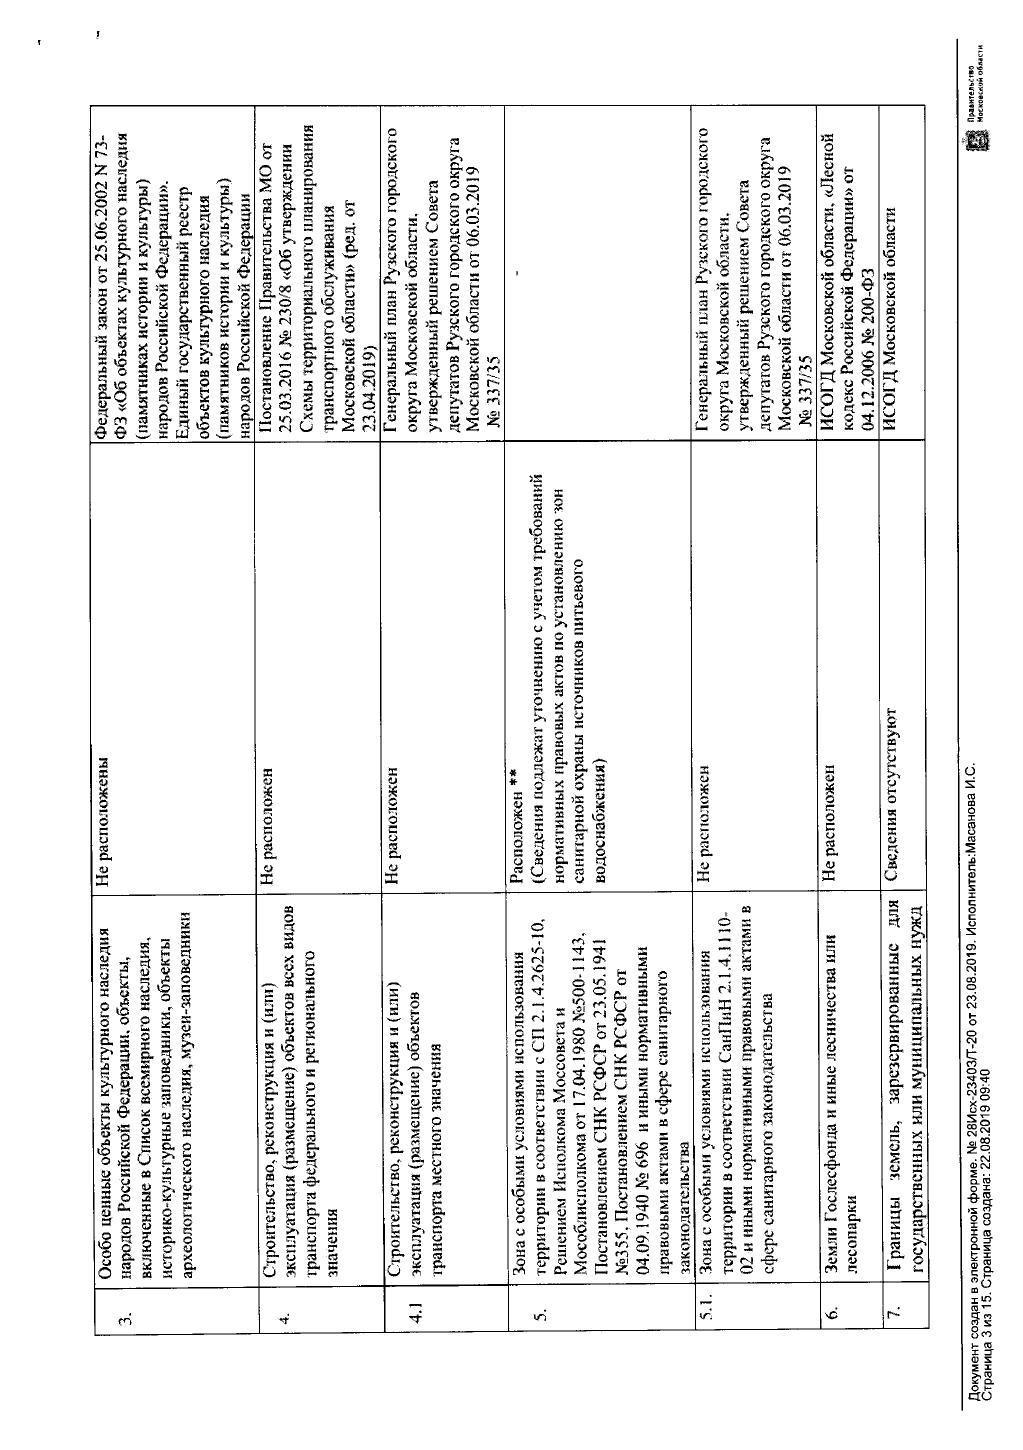 3.
Особо ценные объекты культурного наследия
народов Российской Федерации, объекты,
включенные в Список всемирного наследия,
историко-культурные заповедники, объекты
археологического наследия, музеи-заповедники
Не расположены
Федеральный закон от 25.06.2002 N 73-
ФЗ «Об объектах культурного наследия
(памятниках истории и культуры)
народов Российской Федерации».
Единый государственный реестр
объектов культурного наследия
(памятников истории и культуры)
народов Российской Федерации
4.
Строительство, реконструкция и (или)
эксплуатация (размещение) объектов всех видов
транспорта федерального и регионального
значения
Не расположен
Постановление Правительства МО от
25.03.2016 № 230/8 «Об утверждении
Схемы территориального планирования
транспортного обслуживания
Московской области» (ред. от
23.04.2019)
4.1
Строительство, реконструкция и (или)
эксплуатация (размещение) объектов
транспорта местного значения
Не расположен
Генеральный план Рузского городского
округа Московской области,
утвержденный решением Совета
депутатов Рузского городского округа
Московской области от 06.03.2019
№ 337/35
5.
Зона с особыми условиями использования
территории в соответствии с СП 2.1.4.2625-10,
Решением Исполкома Моссовета и
Мособлисполкома от 17.04.1980 №500-1143,
Постановлением СНК РСФСР от 23.05.1941
№355, Постановлением СНК РСФСР от
04.09.1940 № 696 и иными нормативными
правовыми актами в сфере санитарного
законодательства
Расположен **
(Сведения подлежат уточнению с учетом требований
нормативных правовых актов по установлению зон
санитарной охраны источников питьевого
водоснабжения)
-
5.1.
Зона с особыми условиями использования
территории в соответствии СанПиН 2.1.4.1110-
02 и иными нормативными правовыми актами в
сфере санитарного законодательства
Не расположен
Генеральный план Рузского городского
округа Московской области,
утвержденный решением Совета
депутатов Рузского городского округа
Московской области от 06.03.2019
№ 337/35
6.
Земли Гослесфонда и иные лесничества или
лесопарки
Не расположен
ИСОГД Московской области, «Лесной
кодекс Российской Федерации» от
04.12.2006 № 200-ФЗ
7.
Границы земель, зарезервированные для
государственных или муниципальных нужд
Сведения отсутствуют
ИСОГД Московской области
Документ создан в электронной форме. № 28Исх-23403/Т-20 от 23.08.2019. Исполнитель:Масанова И.С.
Страница 3 из 15. Страница создана: 22.08.2019 09:40
Правительство
Московской области